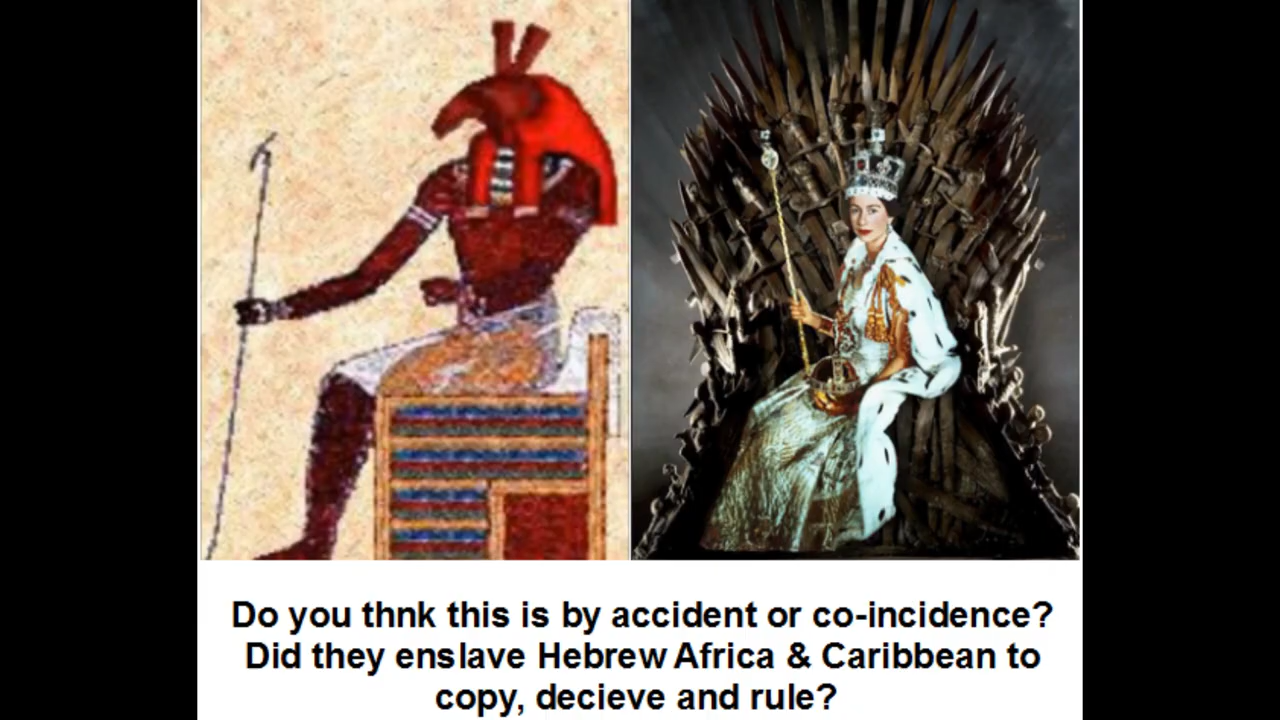 Do you thnk this is by accident or co-incidence?
Did they enslave Hebrew Africa & Caribbean to
copy, decieve and rule?